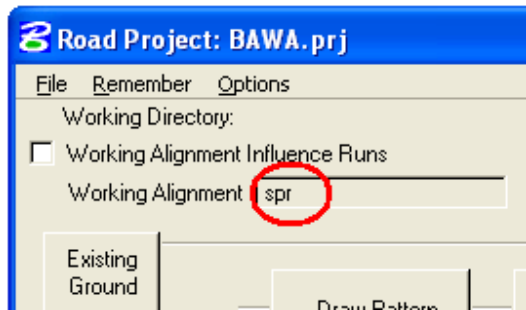 Road Project: BAWA.prj
File Remember Options
Working Directory:
Working Alignment Influence Runs
Working Alignment spr
Existing
Ground
Draw Pattern